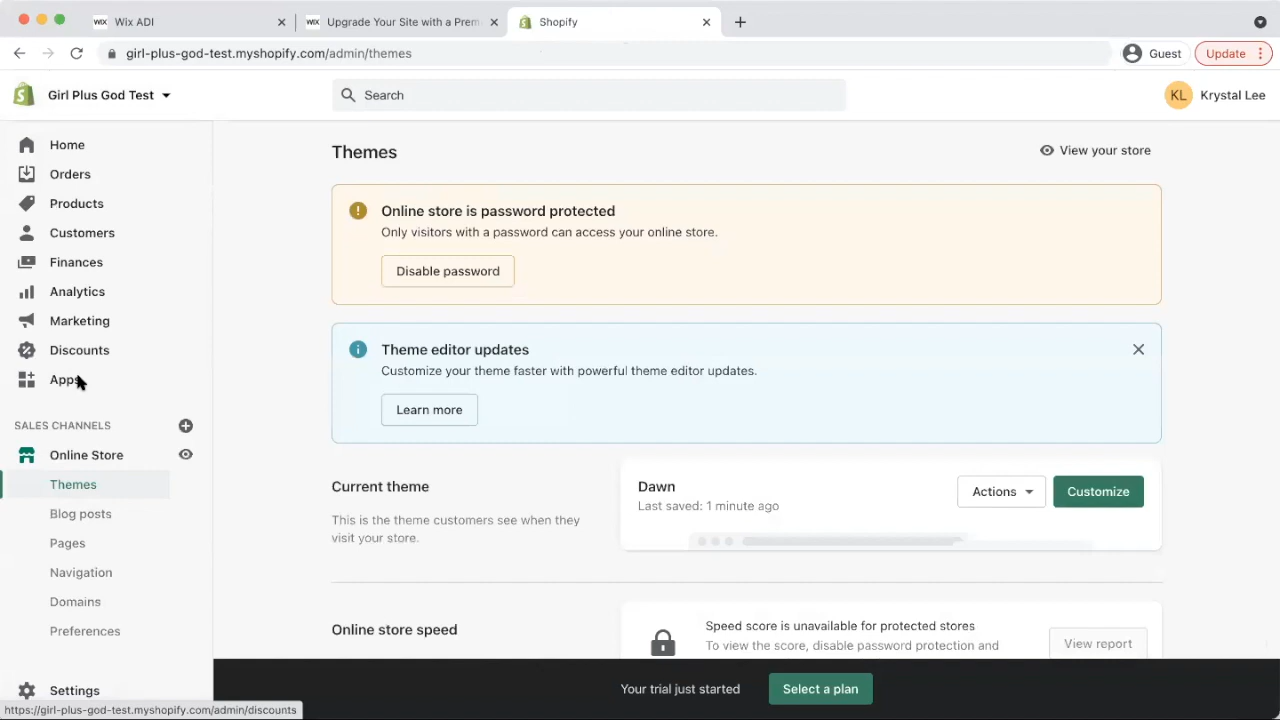 WIX
Wix ADI
WIX
Upgrade Your Site with a Prem
Shopify
girl-plus-god-test.myshopify.com/admin/themes
Guest
Update
Girl Plus God Test
Search
KL
Krystal Lee
Home
Orders
Products
Customers
Finances
Analytics
Marketing
Discounts
Apps
SALES CHANNELS
Online Store
Themes
Blog posts
Pages
Navigation
Domains
Preferences
Settings
https://girl-plus-god-test.myshopify.com/admin/discounts
Themes
View your store
Online store is password protected
Only visitors with a password can access your online store.
Disable password
Theme editor updates
Customize your theme faster with powerful theme editor updates.
Learn more
Current theme
This is the theme customers see when they
visit your store.
Dawn
Last saved: 1 minute ago
Actions
Customize
Online store speed
Speed score is unavailable for protected stores
To view the score, disable password protection and
View report
Your trial just started
Select a plan